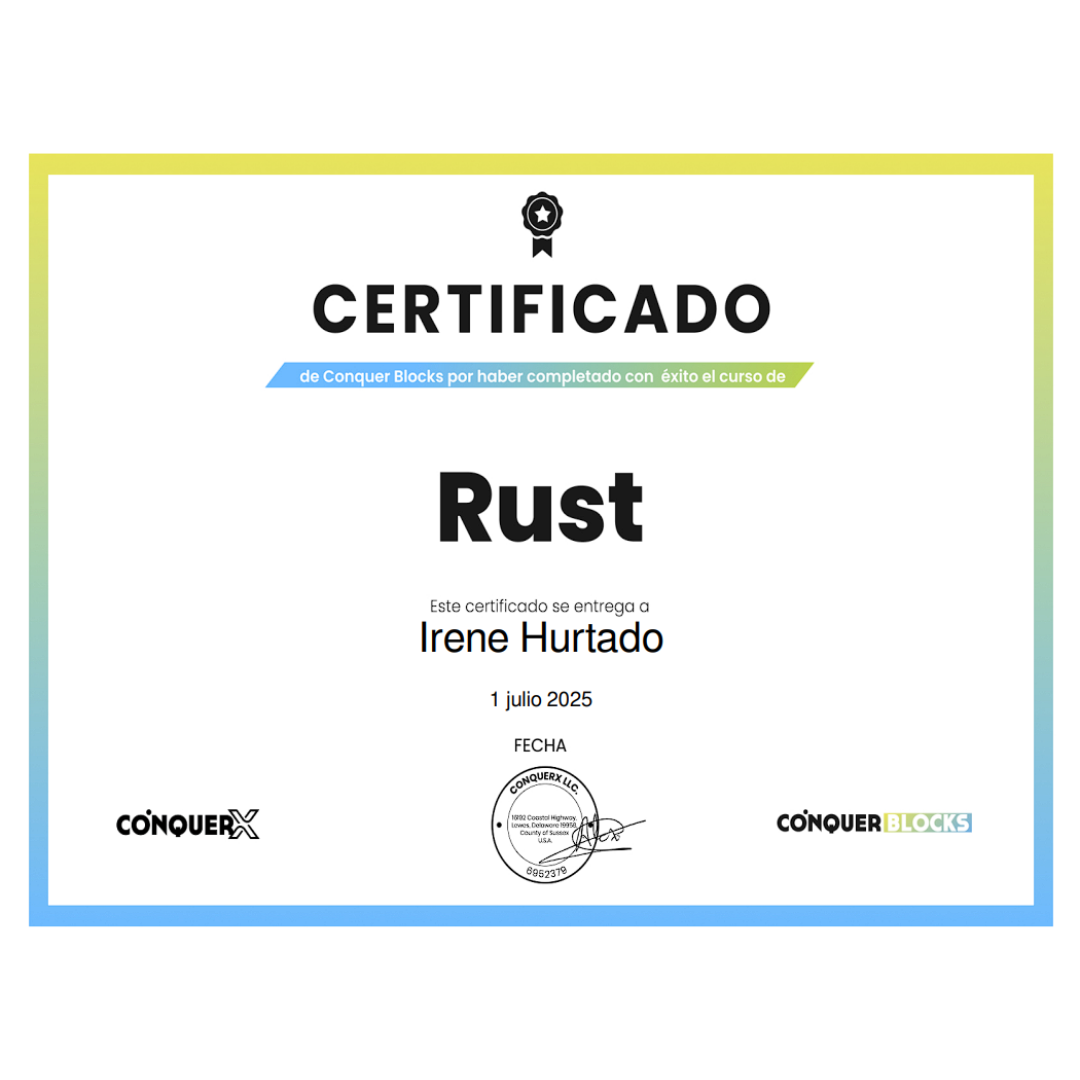 CERTIFICADO
de Conquer Blocks por haber completado con éxito el curso de
Rust
Este certificado se entrega a
Irene Hurtado
1 julio 2025
FECHA
CONQUERX LLC.
16192 Coastal Highway,
Lewes, Delaware 19958,
County of Sussex
U.S.A.
6952379
CONQUERX
CONQUER BLOCKS